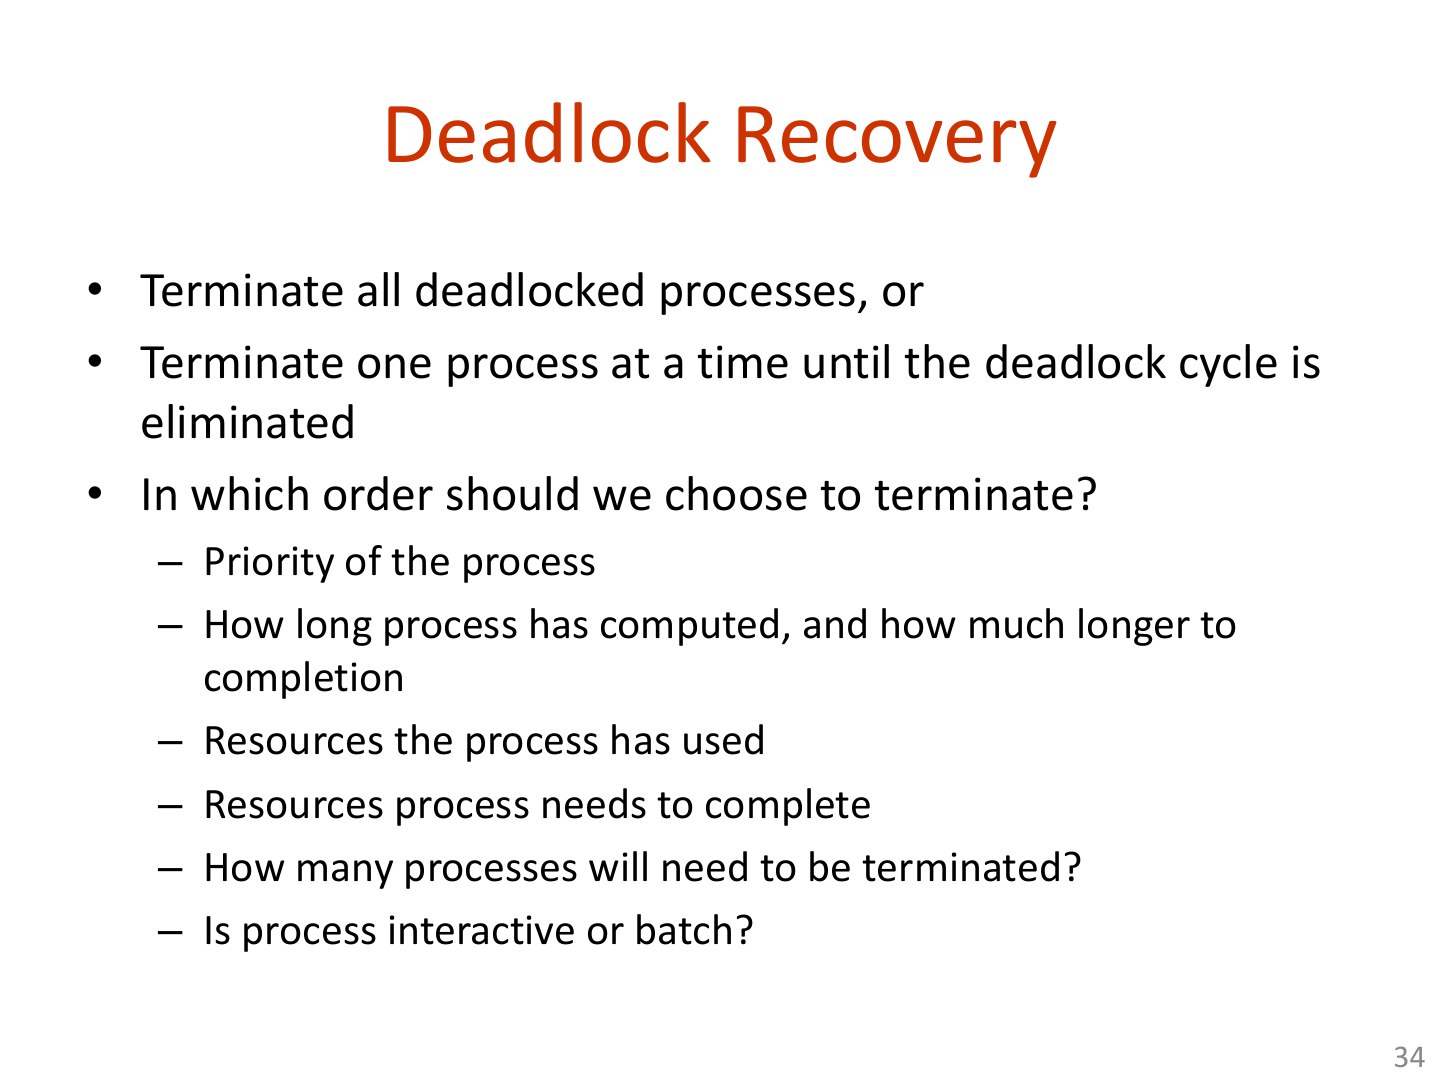 Deadlock Recovery
• Terminate all deadlocked processes, or
• Terminate one process at a time until the deadlock cycle is
eliminated
• In which order should we choose to terminate?
– Priority of the process
– How long process has computed, and how much longer to
completion
– Resources the process has used
– Resources process needs to complete
– How many processes will need to be terminated?
– Is process interactive or batch?
34